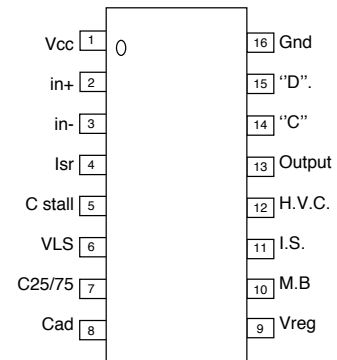 Vcc 1 16 Gnd
in+ 2 15 ‘’D’’.
in- 3 14 ‘’C’’
Isr 4 13 Output
C stall 5 12 H.V.C.
VLS 6 11 I.S.
C25/75 7 10 M.B
Cad 8 9 Vreg